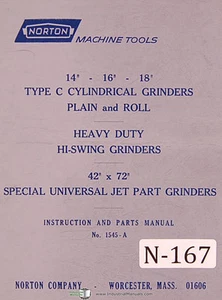 NORTON
MACHINE TOOLS
14" - 16" - 18"
TYPE C CYLINDRICAL GRINDERS
PLAIN and ROLL
HEAVY DUTY
HI-SWING GRINDERS
42" x 72"
SPECIAL UNIVERSAL JET PART GRINDERS
INSTRUCTION AND PARTS MANUAL
No. 1545-A
N-167
NORTON COMPANY - WORCESTER, MASS. 01606